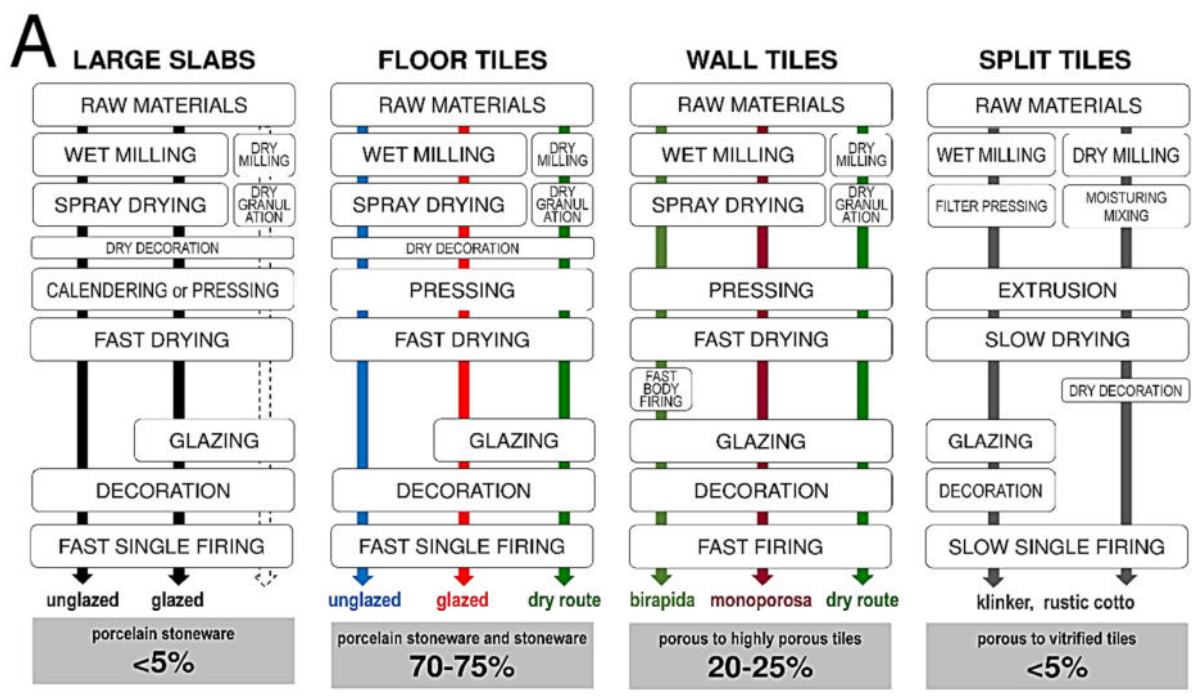 A
LARGE SLABS
RAW MATERIALS
WET MILLING
DRY
MILLING
SPRAY DRYING
DRY
GRANUL
ATION
DRY DECORATION
CALENDERING or PRESSING
FAST DRYING
GLAZING
DECORATION
FAST SINGLE FIRING
unglazed
glazed
porcelain stoneware
<5%
FLOOR TILES
RAW MATERIALS
WET MILLING
DRY
MILLING
SPRAY DRYING
DRY
GRANUL
ATION
DRY DECORATION
PRESSING
FAST DRYING
GLAZING
DECORATION
FAST SINGLE FIRING
unglazed
glazed
dry route
porcelain stoneware and stoneware
70-75%
WALL TILES
RAW MATERIALS
WET MILLING
DRY
MILLING
SPRAY DRYING
DRY
GRANUL
ATION
PRESSING
FAST DRYING
FAST
BODY
FIRING
GLAZING
DECORATION
FAST FIRING
birapida
monoporosa
dry route
porous to highly porous tiles
20-25%
SPLIT TILES
RAW MATERIALS
WET MILLING
DRY MILLING
FILTER PRESSING
MOISTURING
MIXING
EXTRUSION
SLOW DRYING
DRY DECORATION
GLAZING
DECORATION
SLOW SINGLE FIRING
klinker, rustic cotto
porous to vitrified tiles
<5%